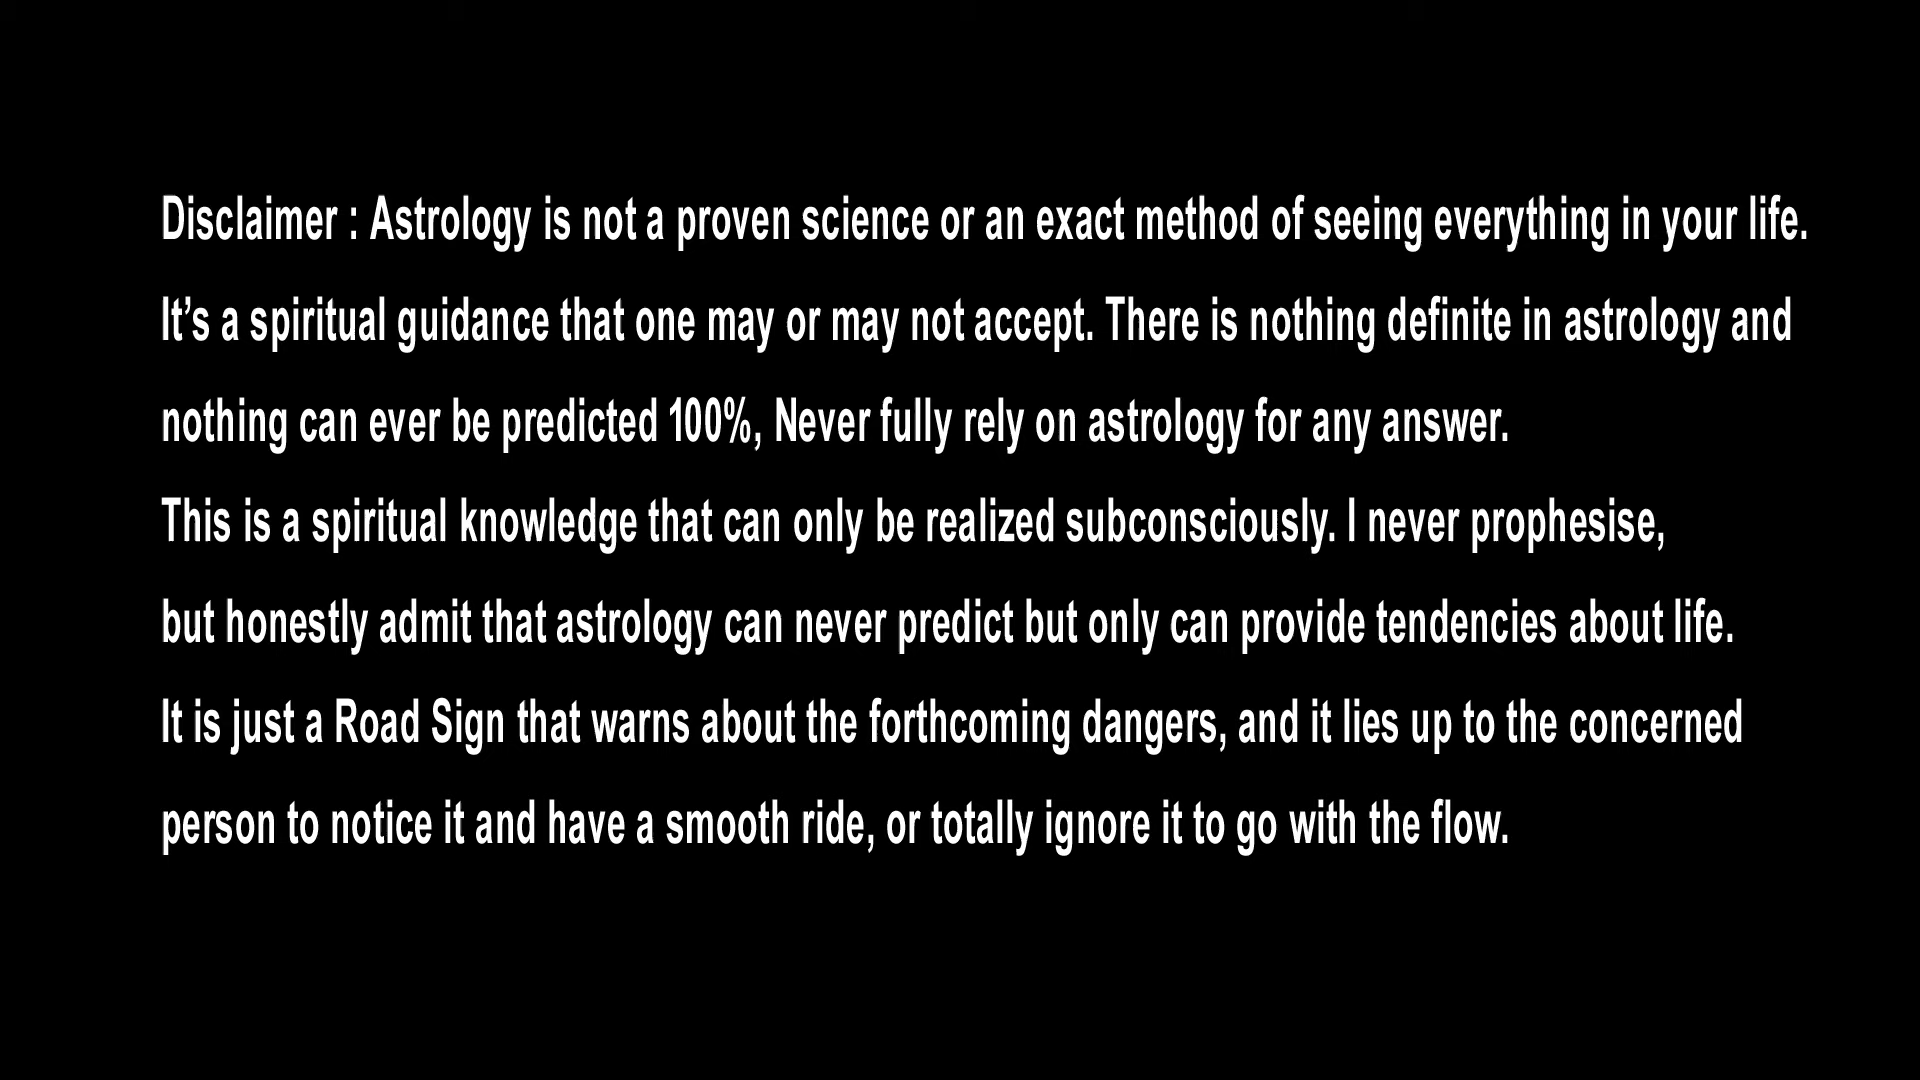 Disclaimer : Astrology is not a proven science or an exact method of seeing everything in your life.
It’s a spiritual guidance that one may or may not accept. There is nothing definite in astrology and
nothing can ever be predicted 100%, Never fully rely on astrology for any answer.
This is a spiritual knowledge that can only be realized subconsciously. I never prophesise,
but honestly admit that astrology can never predict but only can provide tendencies about life.
It is just a Road Sign that warns about the forthcoming dangers, and it lies up to the concerned
person to notice it and have a smooth ride, or totally ignore it to go with the flow.